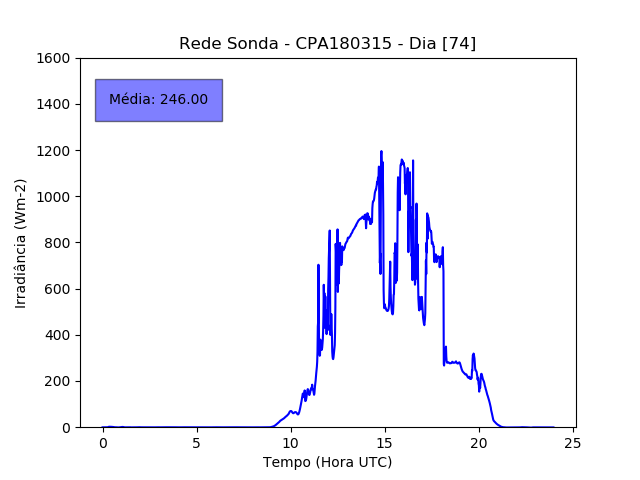 Rede Sonda - CPA180315 - Dia [74]
1600
1400
1200
1000
800
600
400
200
0
Média: 246.00
Irradiância (Wm-2)
0 5 10 15 20 25
Tempo (Hora UTC)